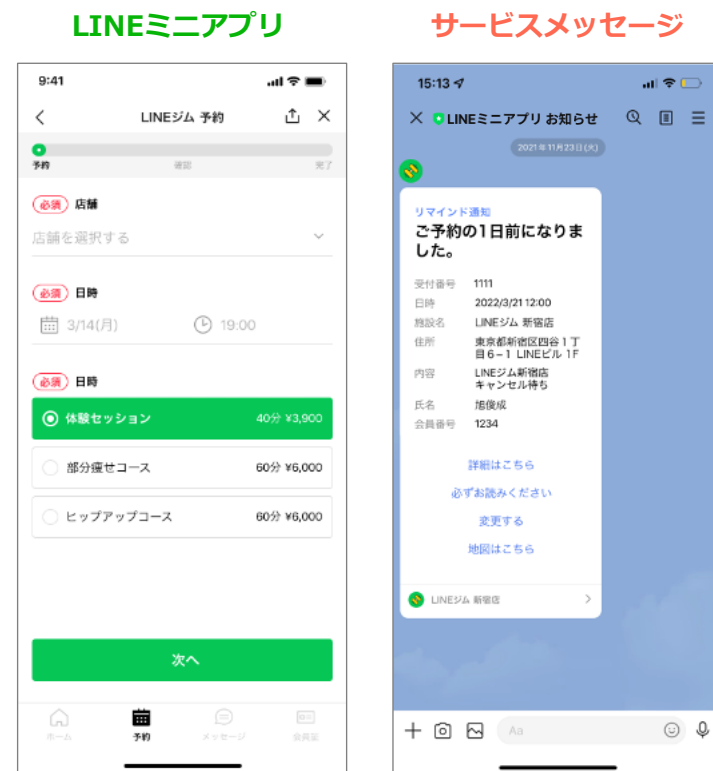 LINEミニアプリ
サービスメッセージ
9:41
LINEジム 予約
予約
確認
完了
必須 店舗
店舗を選択する
必須 日時
3/14(月) 19:00
必須 日時
体験セッション 40分 ¥3,900
部分痩せコース 60分 ¥6,000
ヒップアップコース 60分 ¥6,000
次へ
ホーム
予約
メッセージ
会員証
15:13
LINEミニアプリ お知らせ
2021年11月23日(火)
リマインド通知
ご予約の1日前になりま
した。
受付番号 1111
日時 2022/3/21 12:00
施設名 LINEジム 新宿店
住所 東京都新宿区四谷1丁
目6−1 LINEビル 1F
内容 LINEジム新宿店
キャンセル待ち
氏名 旭俊成
会員番号 1234
詳細はこちら
必ずお読みください
変更する
地図はこちら
LINEジム 新宿店
Aa